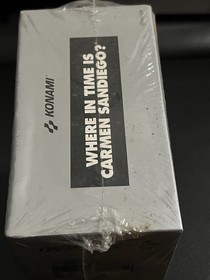 KONAMI
WHERE IN TIME IS
CARMEN SANDIEGO?